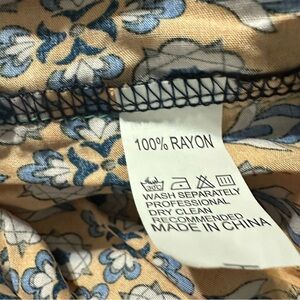 100% RAYON
WASH SEPARATELY
PROFESSIONAL
DRY CLEAN
RECOMMENDED
MADE IN CHINA